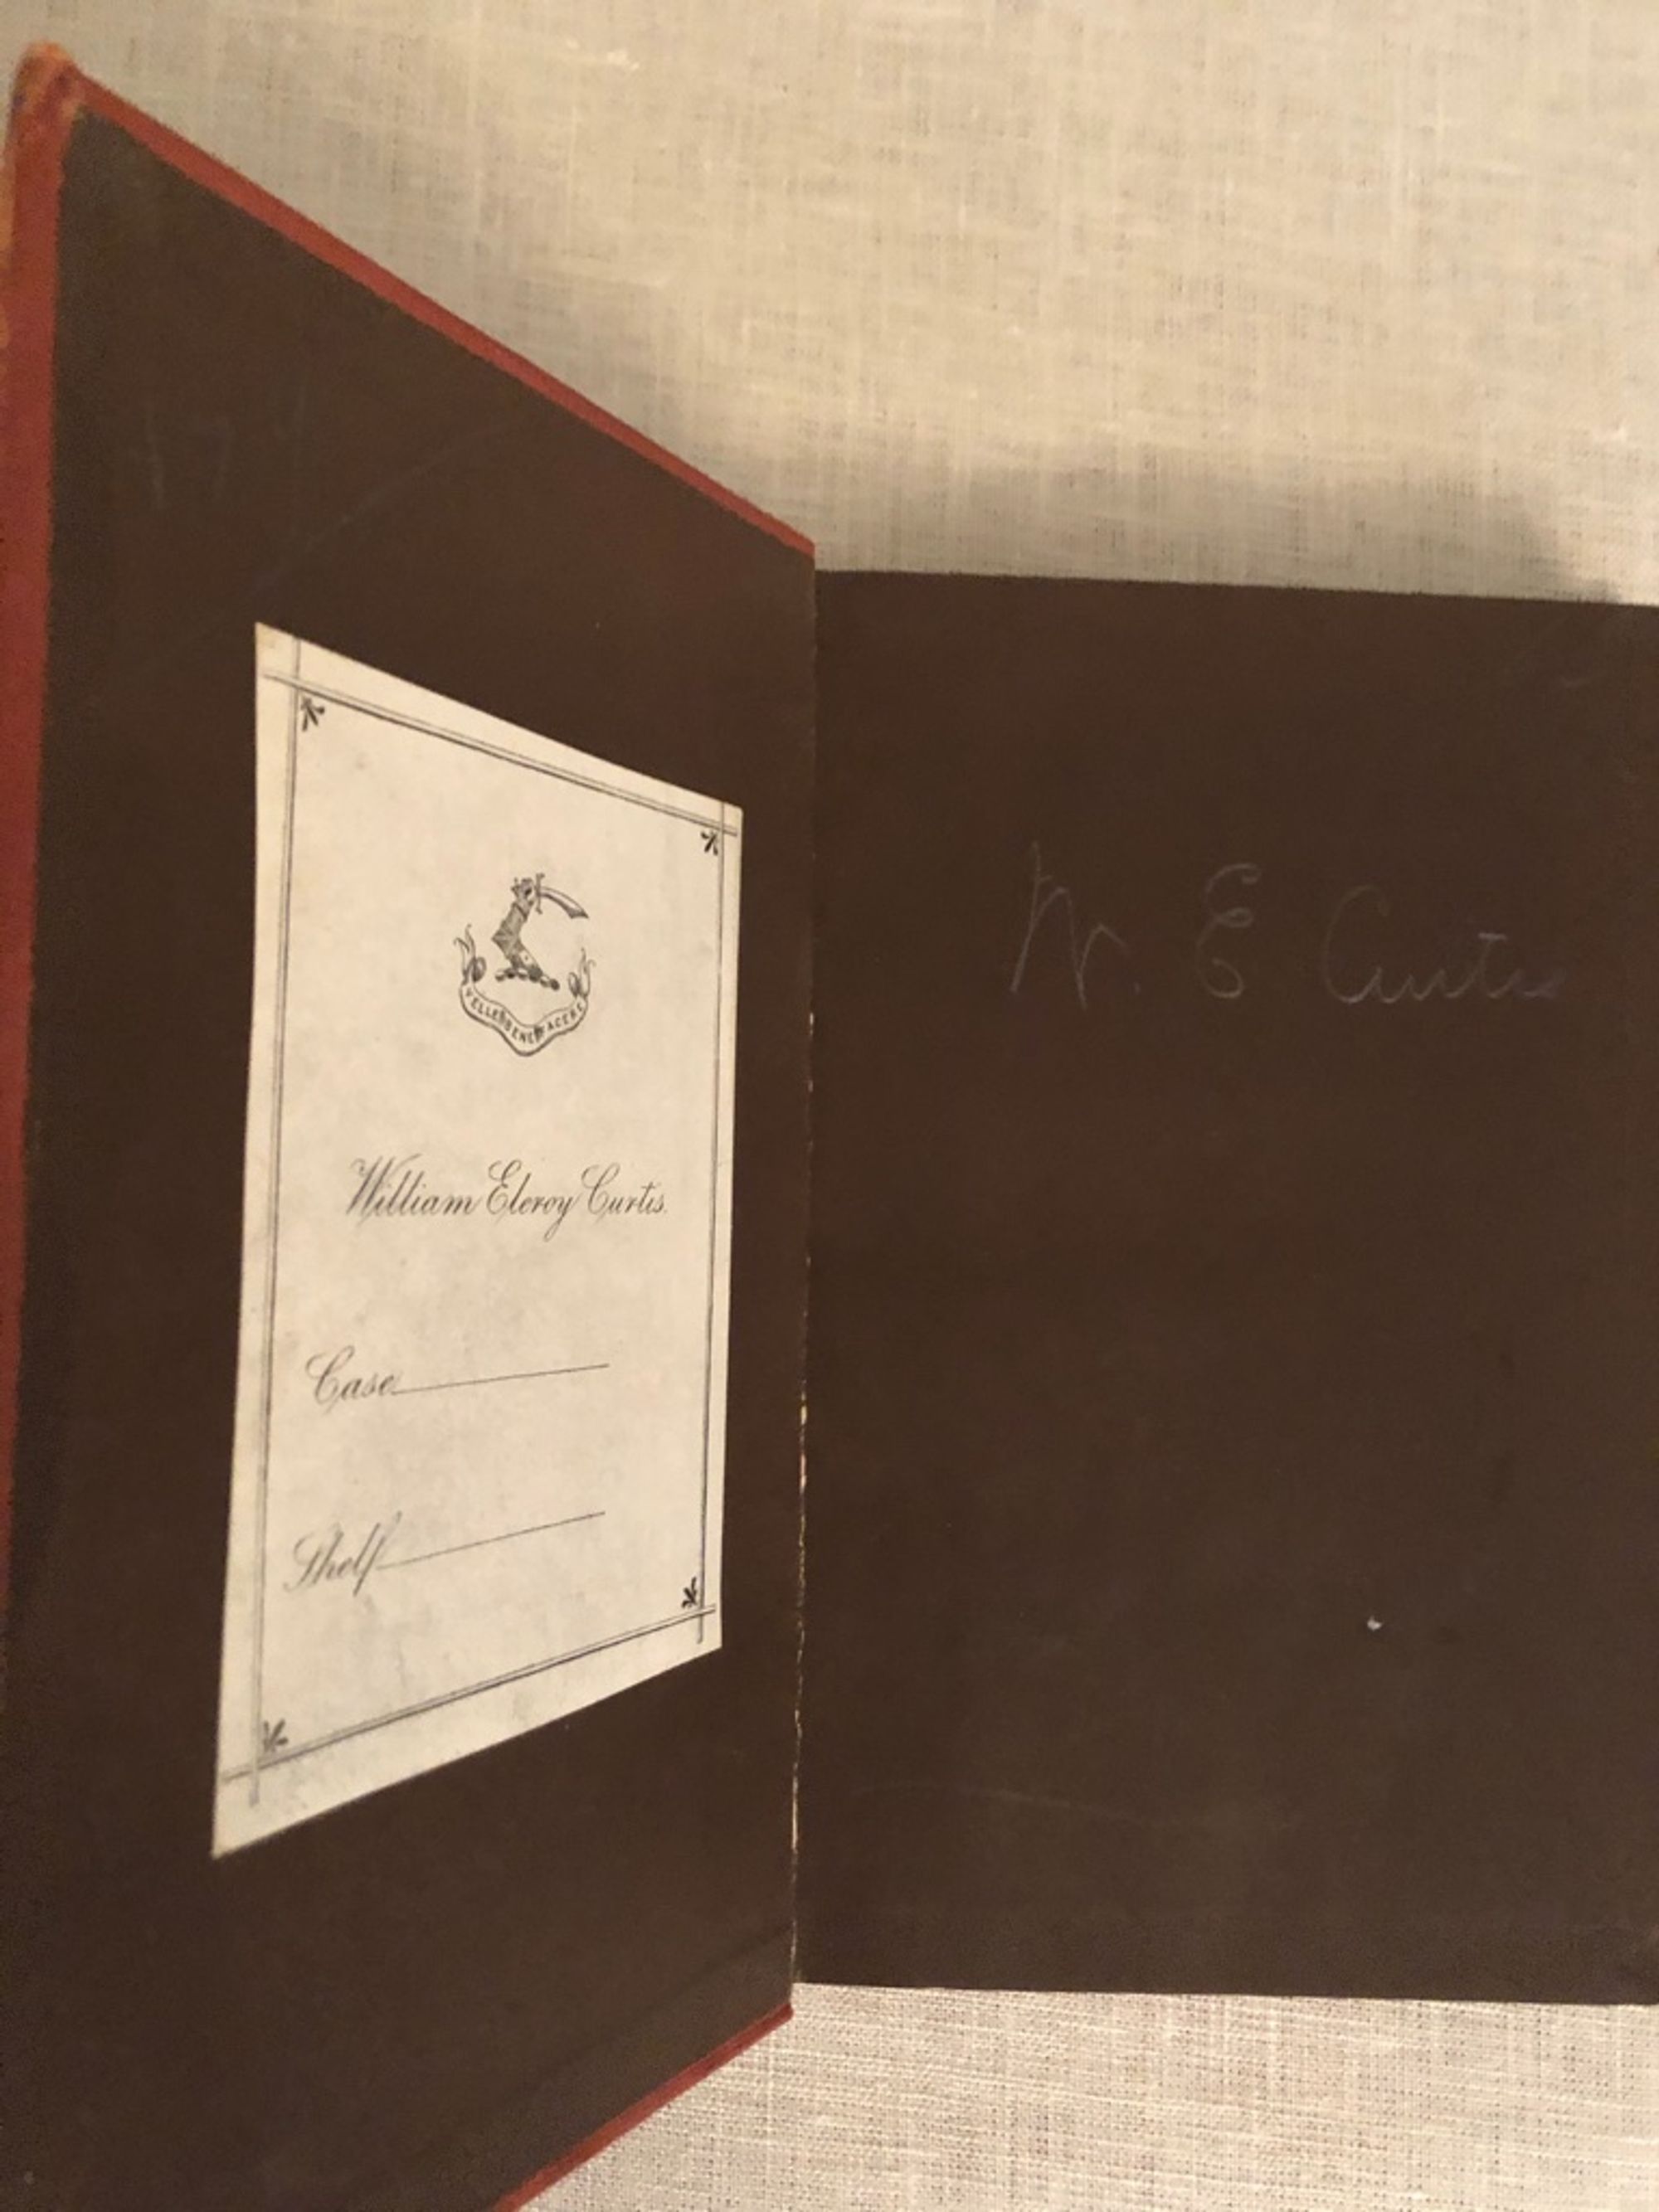 VELLE BENE FACERE
William Eleroy Curtis.
Case
Shelf
W. E Curtis